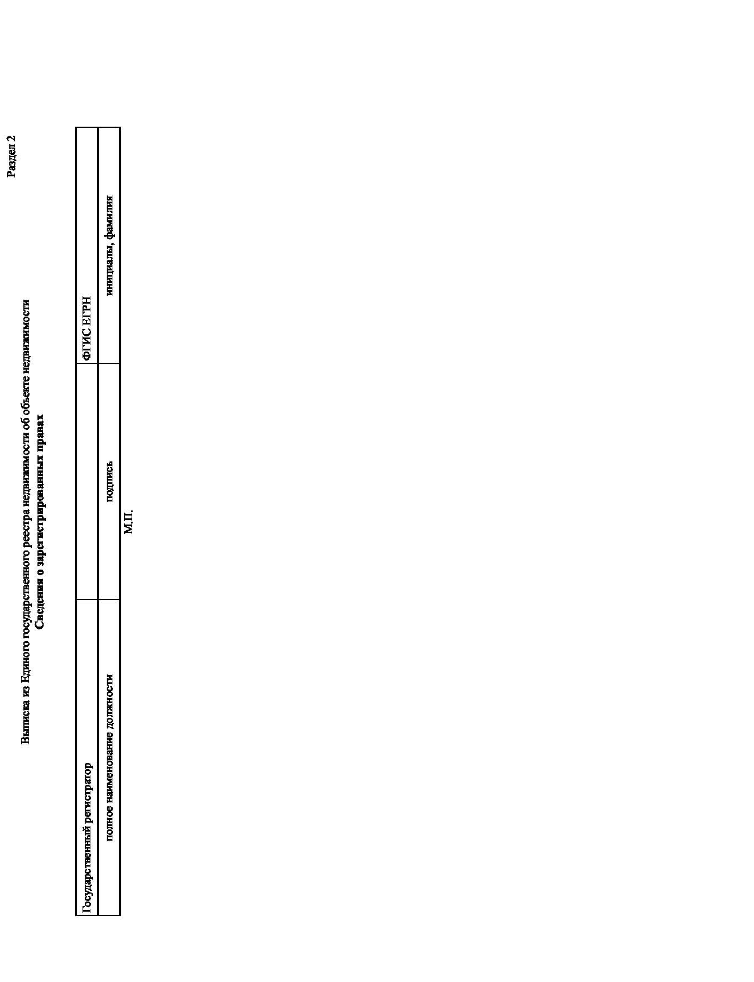 Раздел 2
Выписка из Единого государственного реестра недвижимости об объекте недвижимости
Сведения о зарегистрированных правах
Государственный регистратор ФГИС ЕГРН
полное наименование должности подпись инициалы, фамилия
М.П.